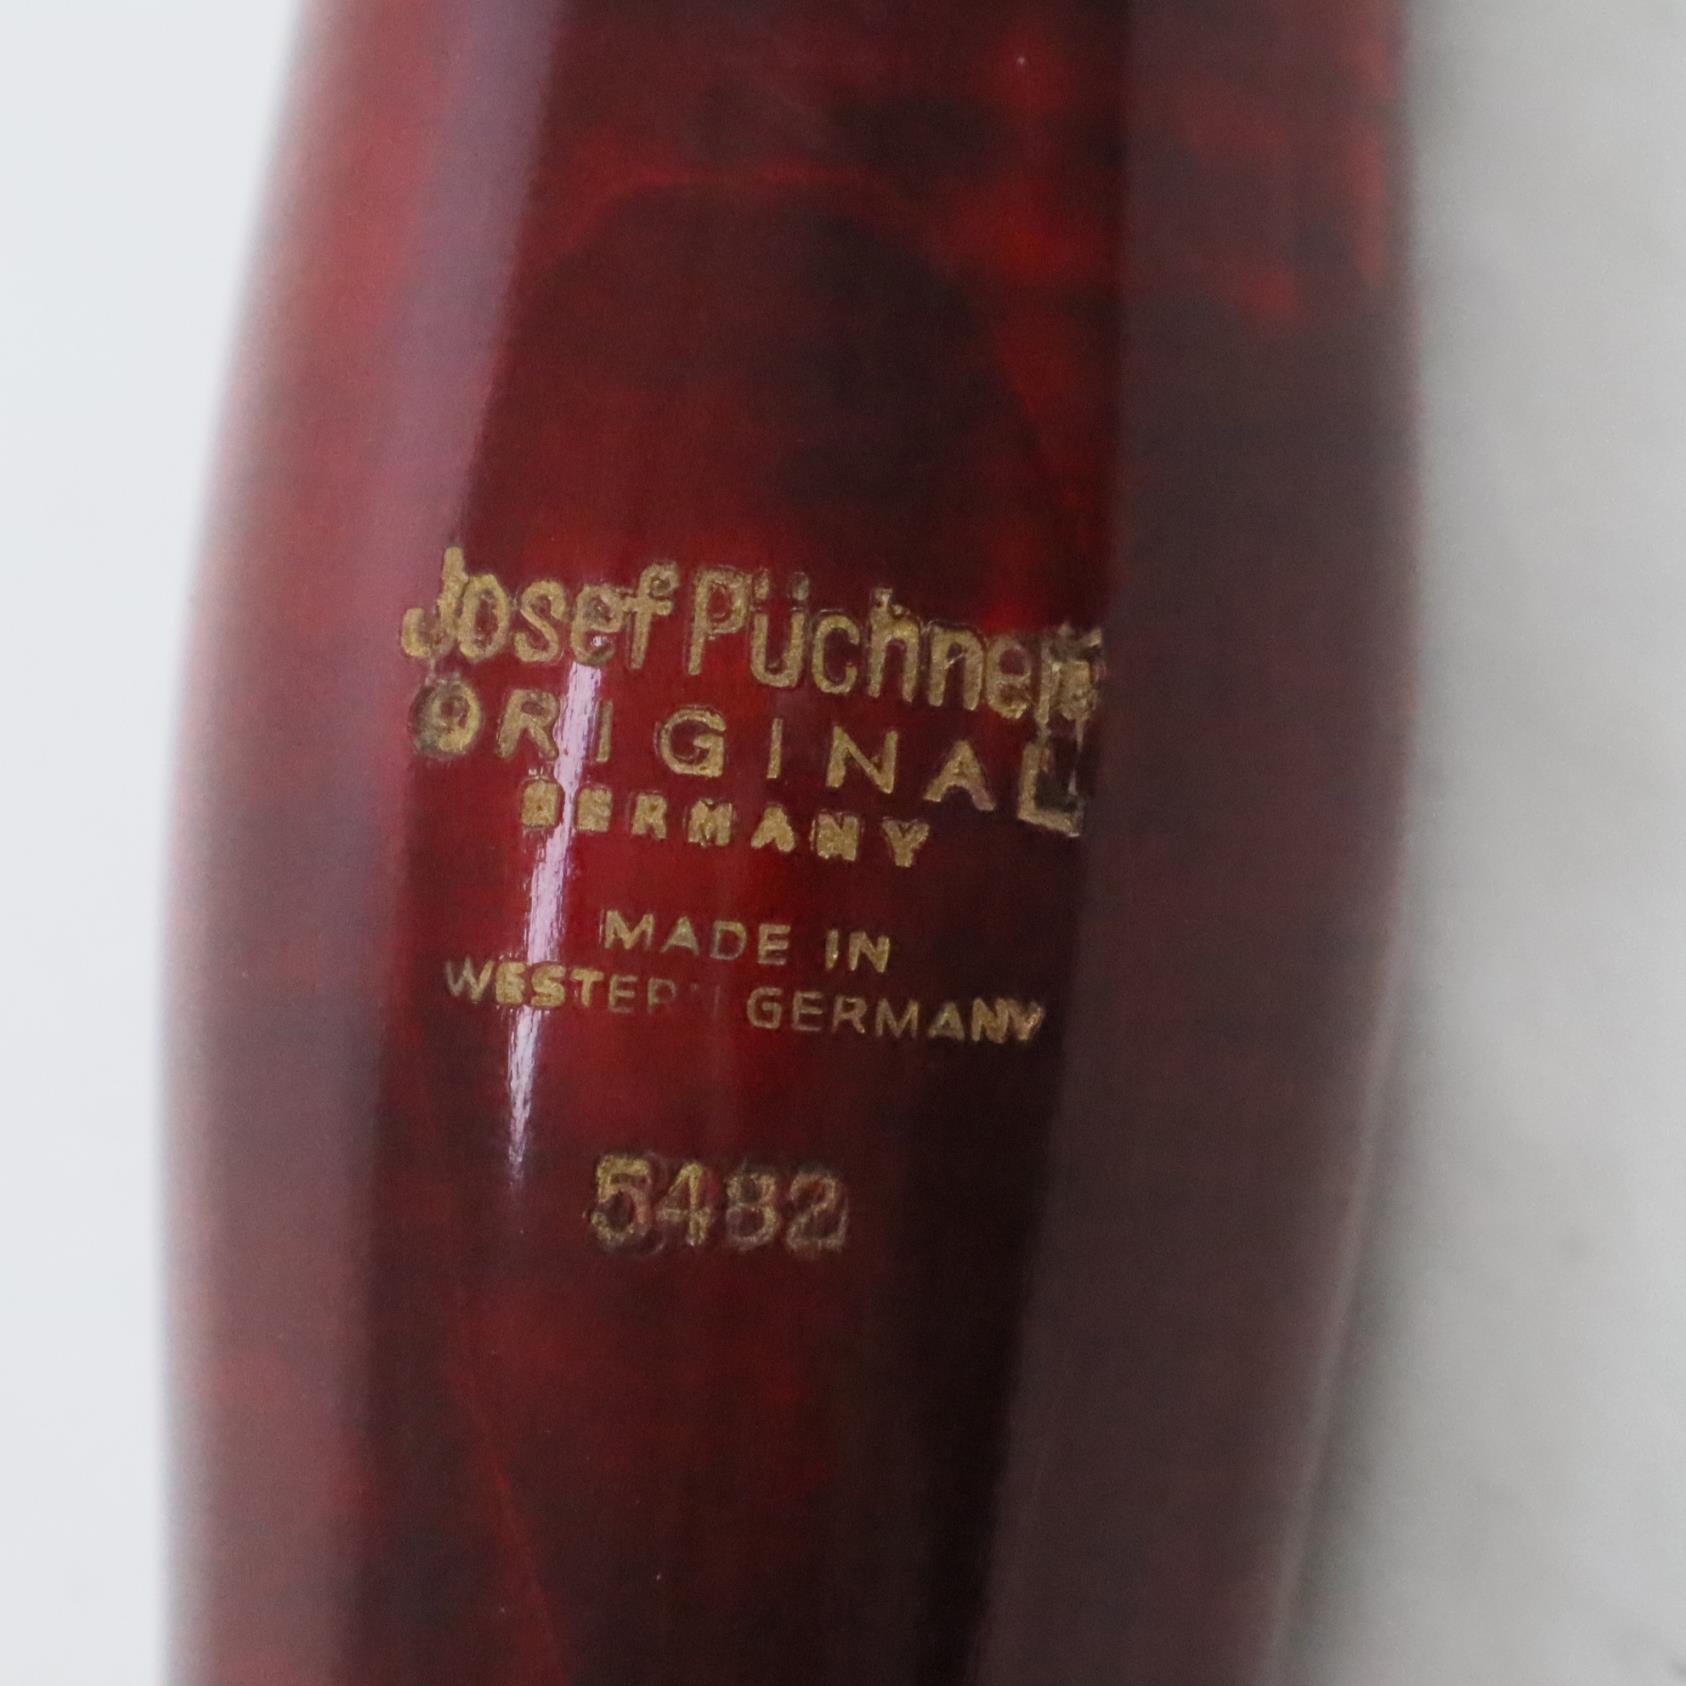 Josef Püchner
ORIGINAL
GERMANY
MADE IN
WESTERN GERMANY
5482